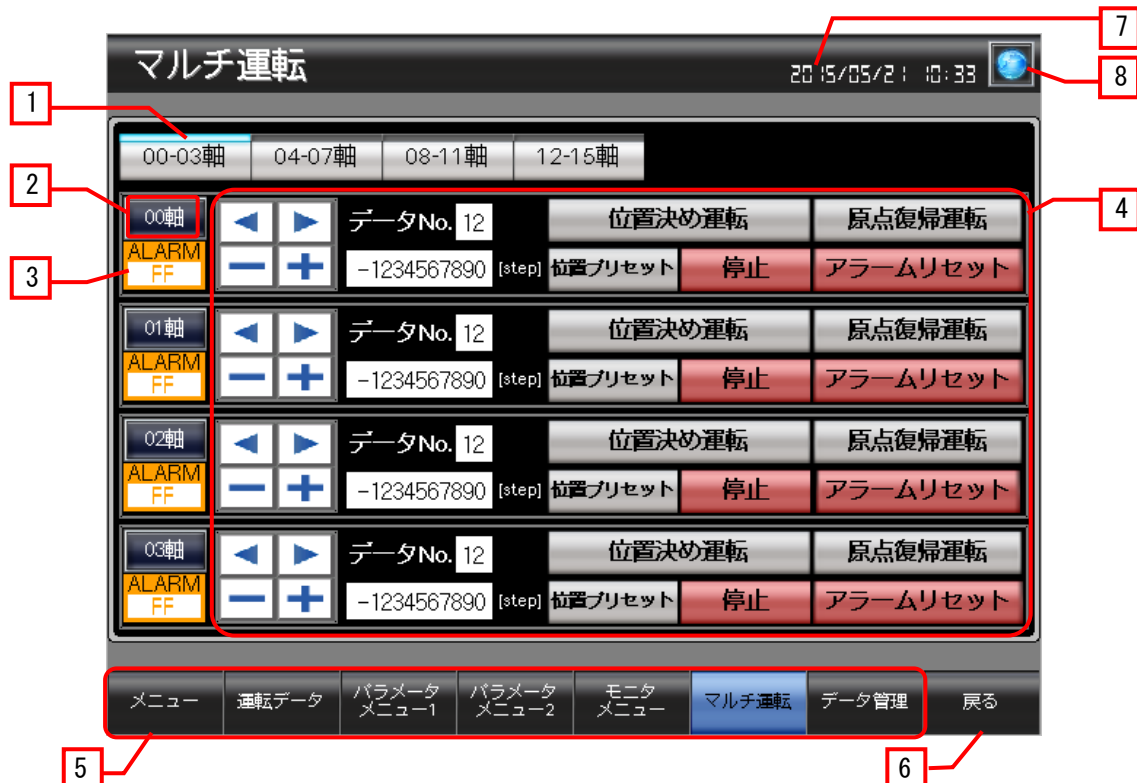 7
マルチ運転
2015/05/21 10:33
8
1
00-03軸 04-07軸 08-11軸 12-15軸
2
00軸 データNo. 12 位置決め運転 原点復帰運転
4
ALARM
FF
-1234567890 [step] 位置プリセット 停止 アラームリセット
3
01軸 データNo. 12 位置決め運転 原点復帰運転
ALARM
FF
-1234567890 [step] 位置プリセット 停止 アラームリセット
02軸 データNo. 12 位置決め運転 原点復帰運転
ALARM
FF
-1234567890 [step] 位置プリセット 停止 アラームリセット
03軸 データNo. 12 位置決め運転 原点復帰運転
ALARM
FF
-1234567890 [step] 位置プリセット 停止 アラームリセット
メニュー
運転データ
パラメータ
メニュー1
パラメータ
メニュー2
モニタ
メニュー
マルチ運転
データ管理
戻る
5
6